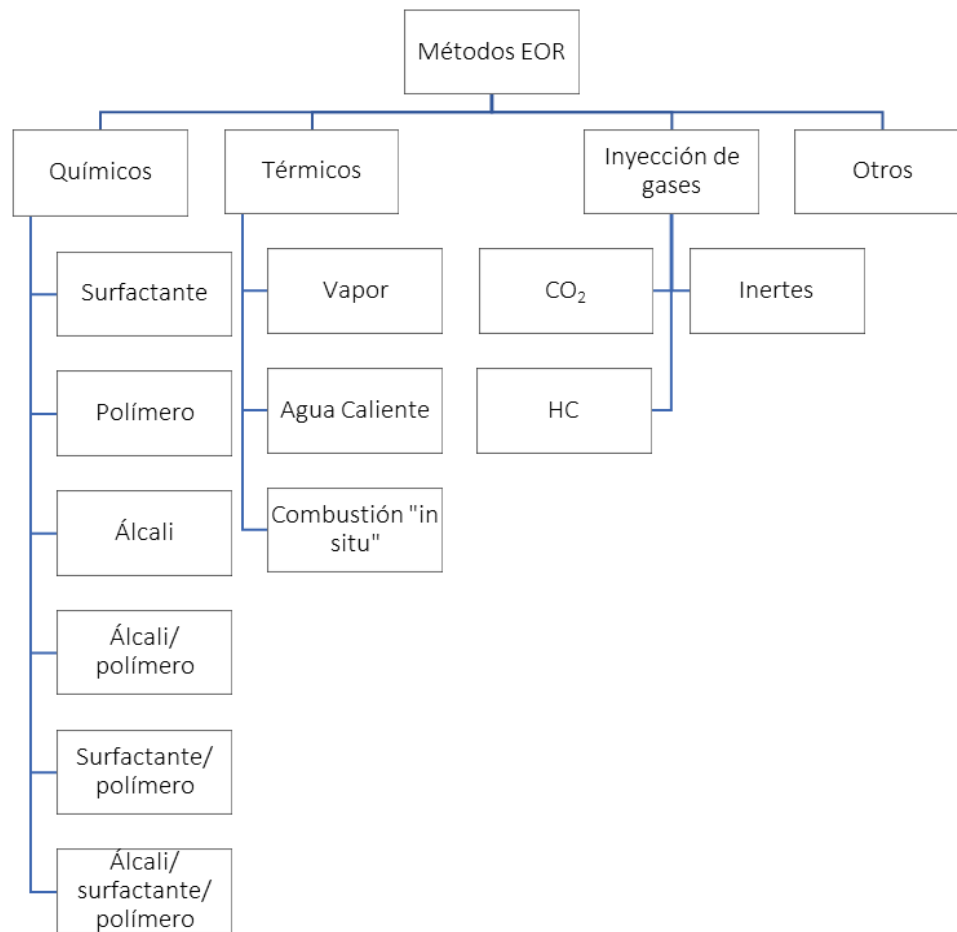 Métodos EOR
Químicos
Térmicos
Inyección de
gases
Otros
Surfactante
Vapor
CO₂
Inertes
Polímero
Agua Caliente
HC
Álcali
Combustión "in
situ"
Álcali/
polímero
Surfactante/
polímero
Álcali/
surfactante/
polímero